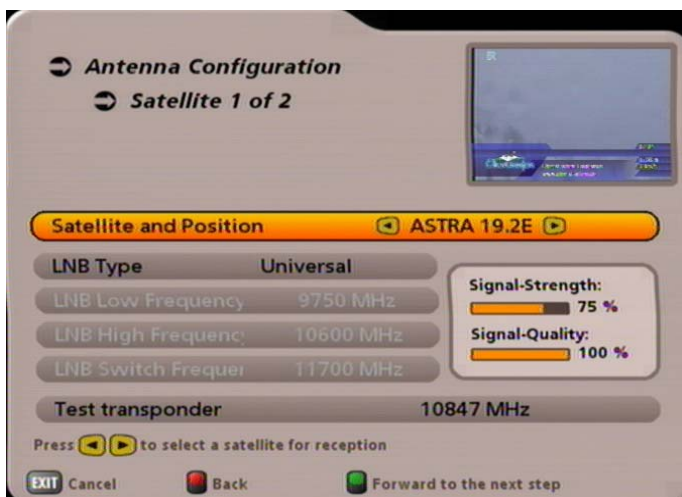 Antenna Configuration
Satellite 1 of 2
Satellite and Position ASTRA 19.2E
LNB Type Universal
LNB Low Frequency 9750 MHz
LNB High Frequenc
10600 MHz
LNB Switch Frequer 11700 MHz
Signal-Strength:
75 %
Signal-Quality:
100 %
Test transponder 10847 MHz
Press to select a satellite for reception
EXIT Cancel Back Forward to the next step